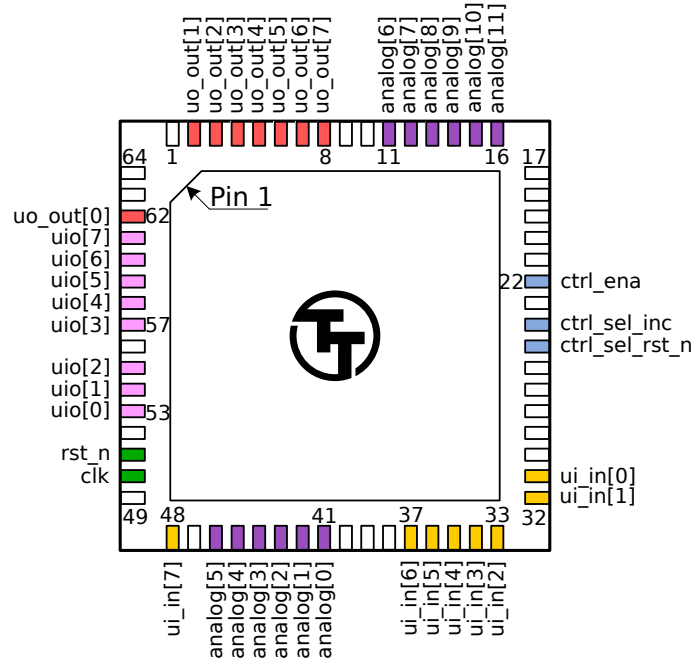 uo_out[1]
uo_out[2]
uo_out[3]
uo_out[4]
uo_out[5]
uo_out[6]
uo_out[7]
analog[6]
analog[7]
analog[8]
analog[9]
analog[10]
analog[11]
64
1
8
11
16
17
Pin 1
uo_out[0]
62
uio[7]
uio[6]
uio[5]
uio[4]
uio[3]
57
uio[2]
uio[1]
uio[0]
53
rst_n
clk
49
22
ctrl_ena
ctrl_sel_inc
ctrl_sel_rst_n
ui_in[0]
ui_in[1]
32
TT
48
41
37
33
ui_in[7]
analog[5]
analog[4]
analog[3]
analog[2]
analog[1]
analog[0]
ui_in[6]
ui_in[5]
ui_in[4]
ui_in[3]
ui_in[2]